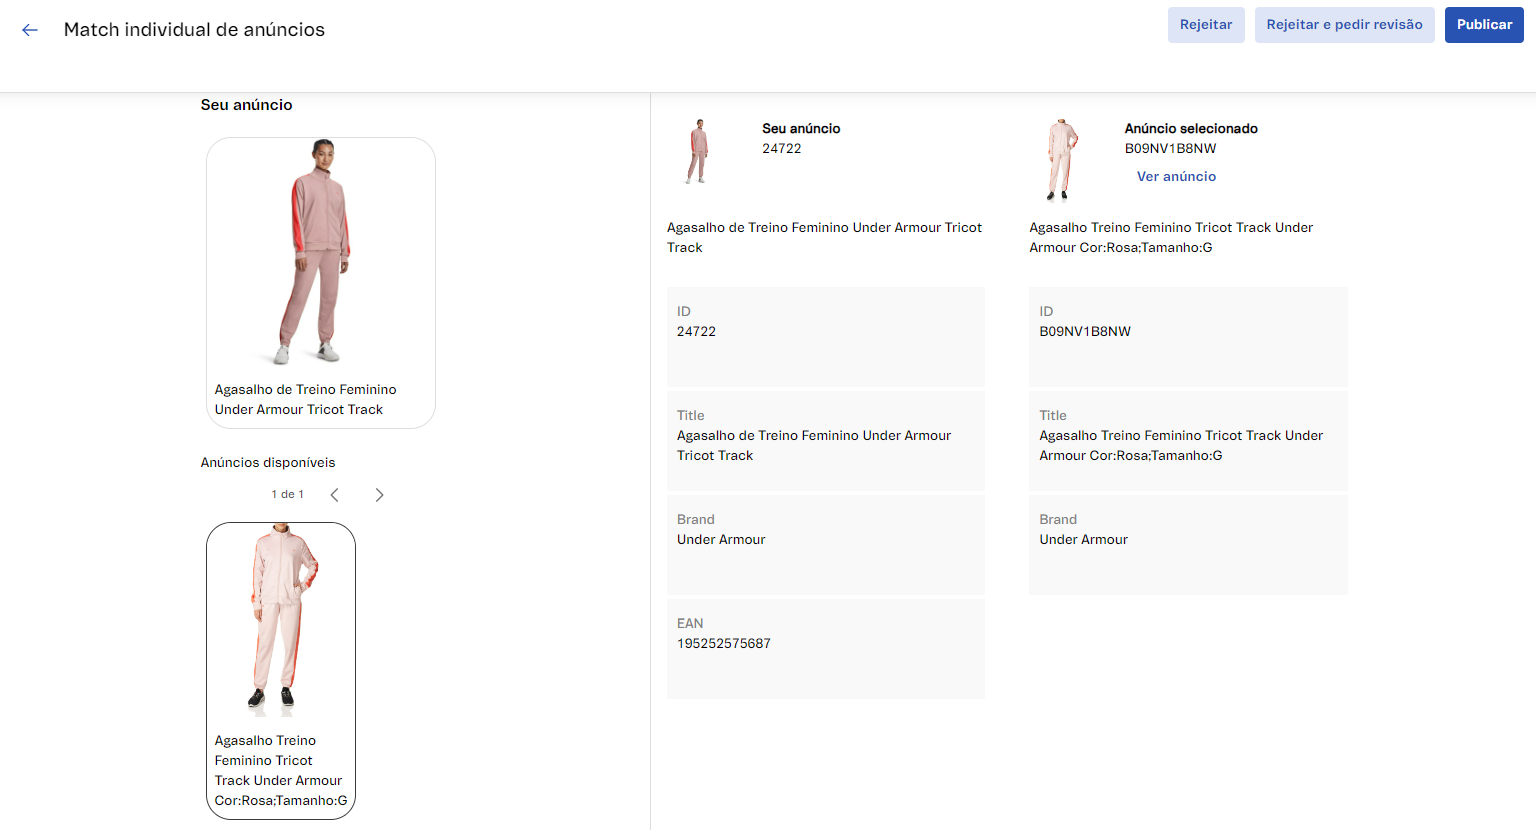 Match individual de anúncios
Rejeitar
Rejeitar e pedir revisão
Publicar
Seu anúncio
Agasalho de Treino Feminino
Under Armour Tricot Track
Anúncios disponíveis
1 de 1
Agasalho Treino
Feminino Tricot
Track Under Armour
Cor:Rosa;Tamanho:G
Seu anúncio
24722
Agasalho de Treino Feminino Under Armour Tricot
Track
ID
24722
Title
Agasalho de Treino Feminino Under Armour
Tricot Track
Brand
Under Armour
EAN
195252575687
Anúncio selecionado
B09NV1B8NW
Ver anúncio
Agasalho Treino Feminino Tricot Track Under
Armour Cor:Rosa;Tamanho:G
ID
B09NV1B8NW
Title
Agasalho Treino Feminino Tricot Track Under
Armour Cor:Rosa;Tamanho:G
Brand
Under Armour